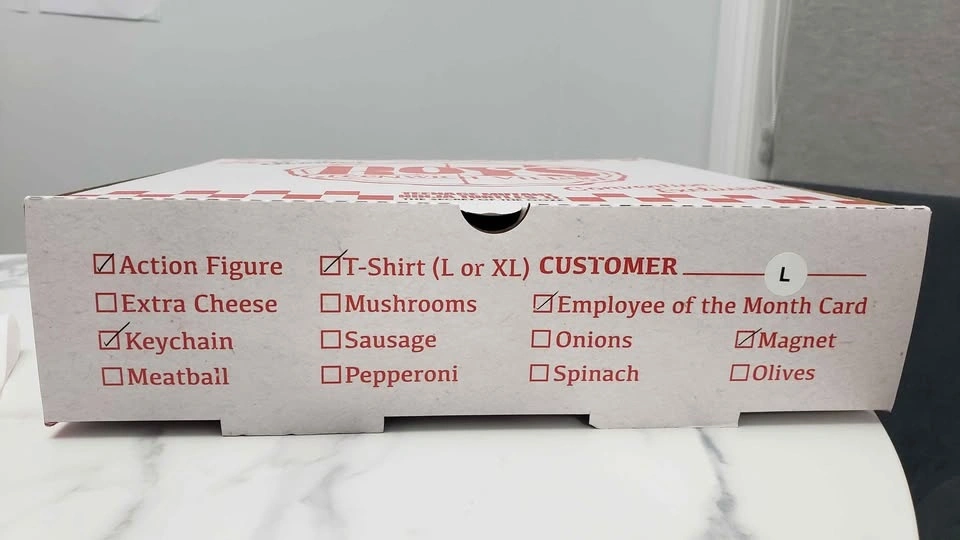 ROY'S
Action Figure T-Shirt (L or XL) CUSTOMER L
Extra Cheese Mushrooms Employee of the Month Card
Keychain Sausage Onions Magnet
Meatball Pepperoni Spinach Olives